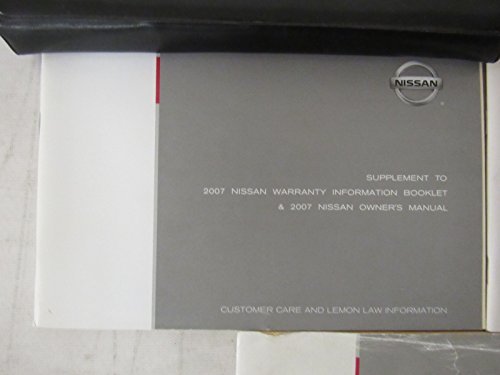 NISSAN
SUPPLEMENT TO
2007 NISSAN WARRANTY INFORMATION BOOKLET
& 2007 NISSAN OWNER'S MANUAL
CUSTOMER CARE AND LEMON LAW INFORMATION